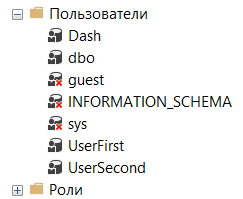 Пользователи
Dash
dbo
guest
INFORMATION_SCHEMA
sys
UserFirst
UserSecond
Роли